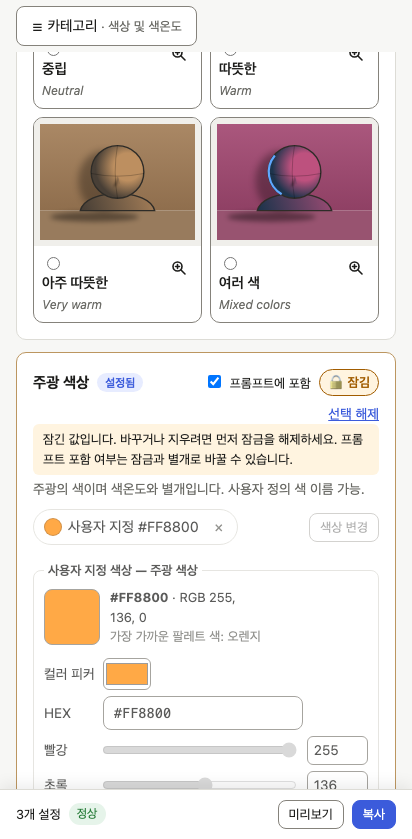 ≡ 카테고리 · 색상 및 색온도
중립
Neutral
따뜻한
Warm
아주 따뜻한
Very warm
여러 색
Mixed colors
주광 색상 설정됨 프롬프트에 포함 🔒 잠김
선택 해제
잠긴 값입니다. 바꾸거나 지우려면 먼저 잠금을 해제하세요. 프롬
프트 포함 여부는 잠금과 별개로 바꿀 수 있습니다.
주광의 색이며 색온도와 별개입니다. 사용자 정의 색 이름 가능.
사용자 지정 #FF8800 × 색상 변경
사용자 지정 색상 — 주광 색상
#FF8800 · RGB 255,
136, 0
가장 가까운 팔레트 색: 오렌지
컬러 피커
HEX #FF8800
빨강 255
초록 136
3개 설정 정상 미리보기 복사